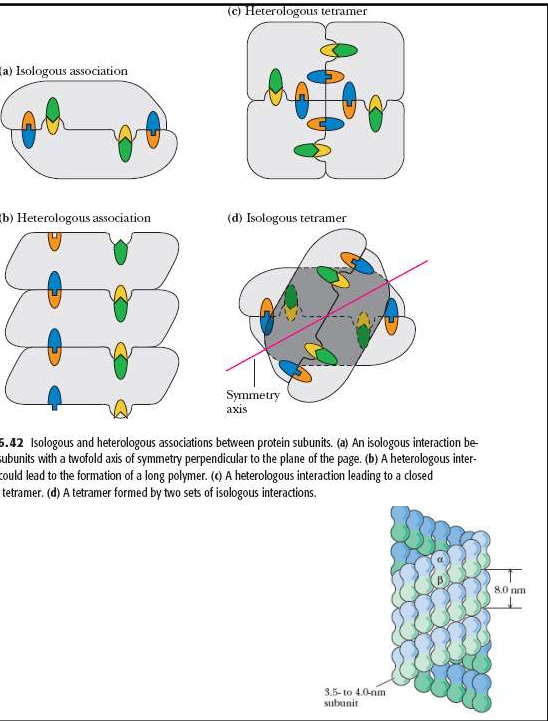 (c) Heterologous tetramer
(a) Isologous association
(b) Heterologous association
(d) Isologous tetramer
Symmetry
axis
6.42 Isologous and heterologous associations between protein subunits. (a) An isologous interaction be-
subunits with a twofold axis of symmetry perpendicular to the plane of the page. (b) A heterologous inter-
could lead to the formation of a long polymer. (c) A heterologous interaction leading to a closed
tetramer. (d) A tetramer formed by two sets of isologous interactions.
α
β
8.0 nm
3.5- to 4.0-nm
subunit